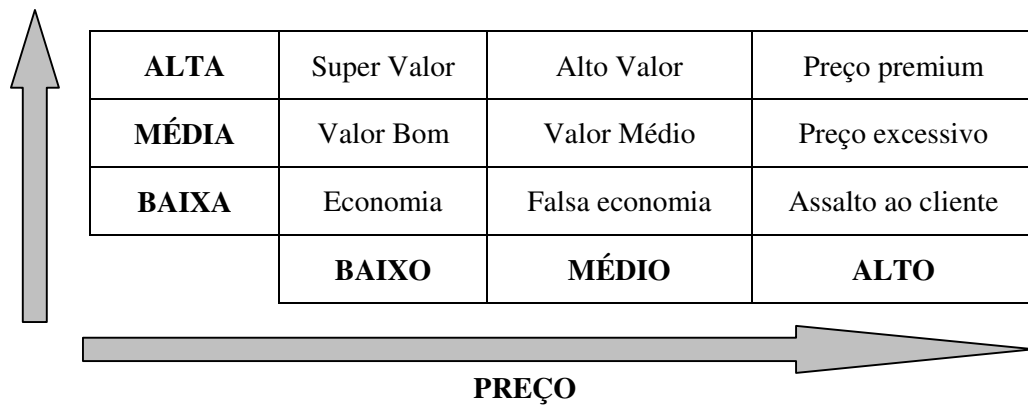 ALTA Super Valor Alto Valor Preço premium
MÉDIA Valor Bom Valor Médio Preço excessivo
BAIXA Economia Falsa economia Assalto ao cliente
BAIXO MÉDIO ALTO
PREÇO